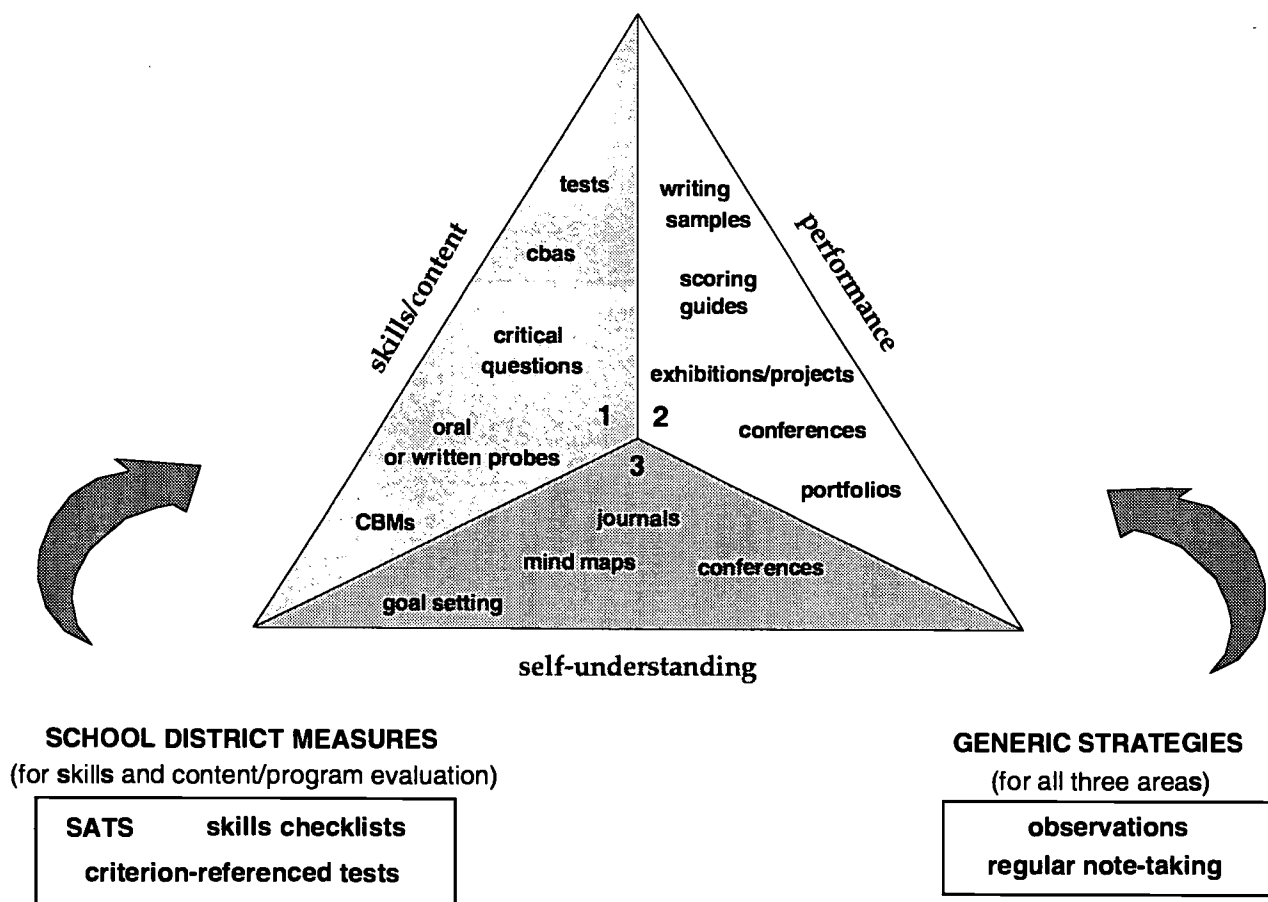 skills/content
tests
cbas
critical
questions
oral
or written probes
CBMs
1
performance
writing
samples
scoring
guides
exhibitions/projects
conferences
portfolios
2
3
journals
mind maps
conferences
goal setting
self-understanding
SCHOOL DISTRICT MEASURES
(for skills and content/program evaluation)
SATS skills checklists
criterion-referenced tests
GENERIC STRATEGIES
(for all three areas)
observations
regular note-taking